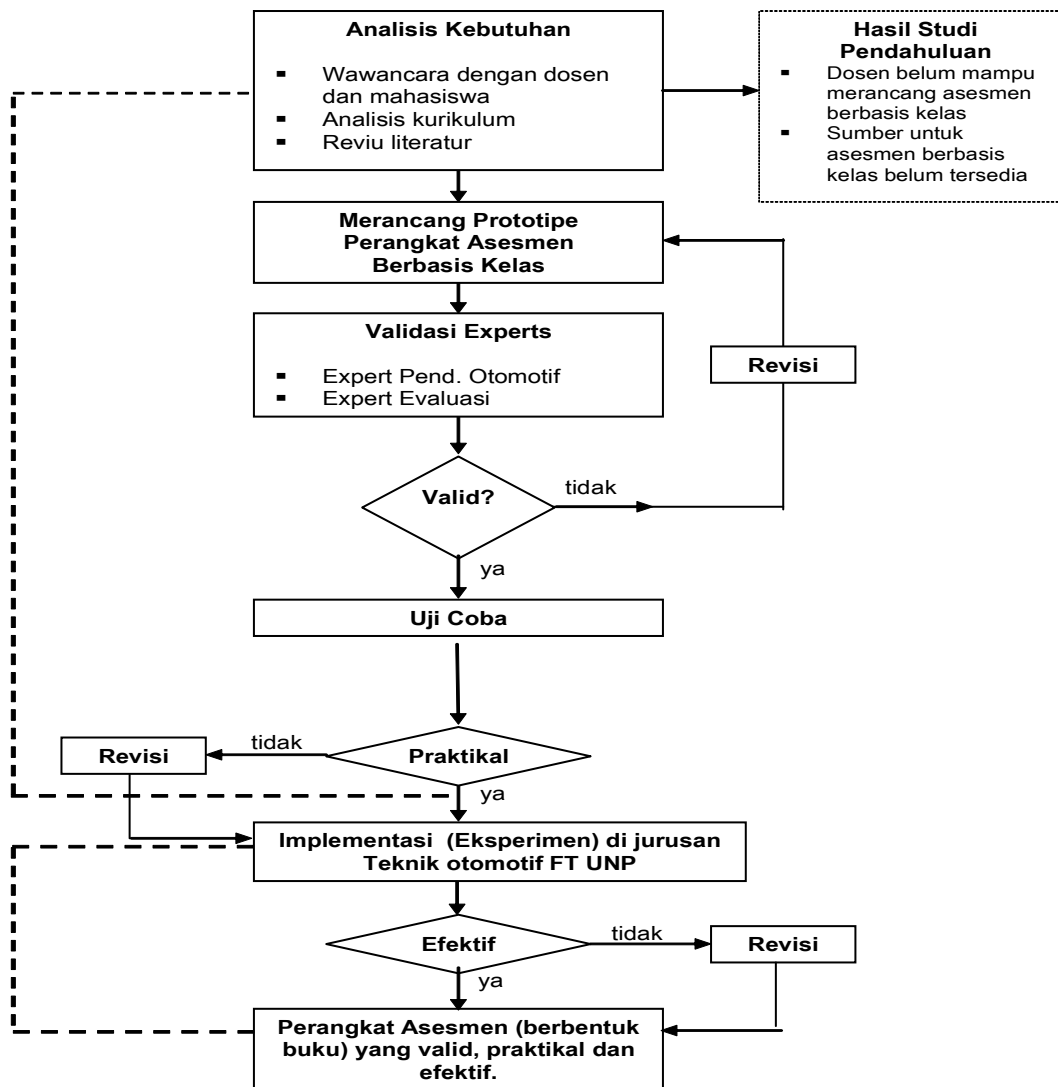 Analisis Kebutuhan
▪ Wawancara dengan dosen
dan mahasiswa
▪ Analisis kurikulum
▪ Reviu literatur
Hasil Studi
Pendahuluan
▪ Dosen belum mampu
merancang asesmen
berbasis kelas
▪ Sumber untuk
asesmen berbasis
kelas belum tersedia
Merancang Prototipe
Perangkat Asesmen
Berbasis Kelas
Validasi Experts
▪ Expert Pend. Otomotif
▪ Expert Evaluasi
Revisi
Valid?
tidak
ya
Uji Coba
Revisi
tidak
Praktikal
ya
Implementasi (Eksperimen) di jurusan
Teknik otomotif FT UNP
Efektif
tidak
Revisi
ya
Perangkat Asesmen (berbentuk
buku) yang valid, praktikal dan
efektif.